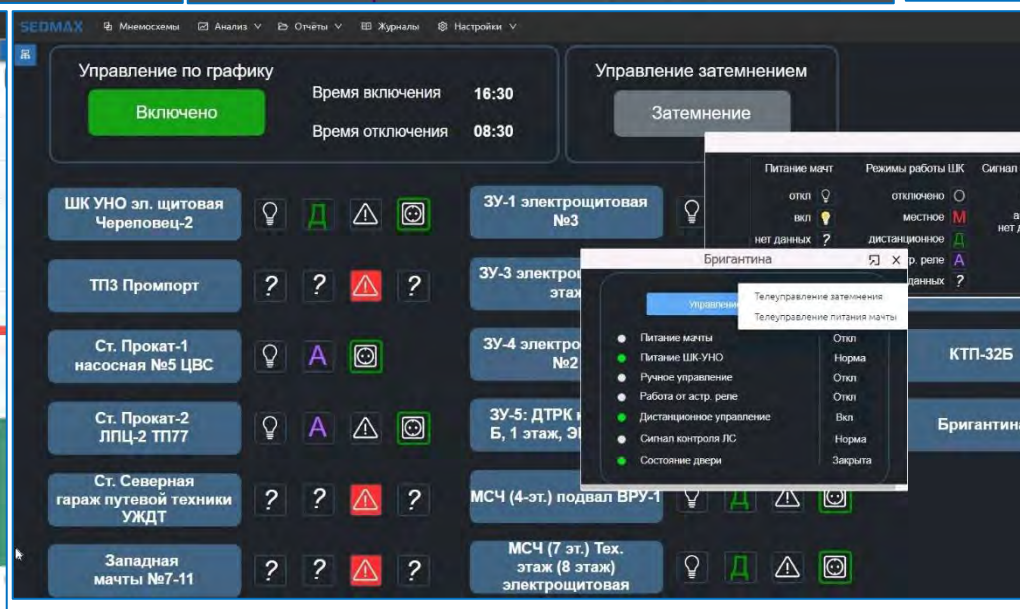 SEDMAX Мнемосхемы Анализ Отчёты Журналы Настройки
Управление по графику
Включено
Время включения 16:30
Время отключения 08:30
Управление затемнением
Затемнение
Питание мачт
откл
вкл
нет данных ?
Режимы работы ШК
отключено
местное М
дистанционное Д
р. реле А
данных ?
Сигнал
ШК УНО эл. щитовая
Череповец-2
Д
ТП3 Промпорт
? ? ?
Ст. Прокат-1
насосная №5 ЦВС
А
Ст. Прокат-2
ЛПЦ-2 ТП77
А
Ст. Северная
гараж путевой техники
УЖДТ
? ? ?
Западная
мачты №7-11
? ? ?
ЗУ-1 электрощитовая
№3
ЗУ-3 электро
этаж
ЗУ-4 электро
№2
ЗУ-5: ДТРК
Б, 1 этаж,
МСЧ (4-эт.) подвал ВРУ-1
Д
МСЧ (7 эт.) Тех.
этаж (8 этаж)
электрощитовая
Д
Бригантина
Управление
Телеуправление затемнения
Телеуправление питания мачты
Питание мачты Откл
Питание ШК-УНО Норма
Ручное управление Откл
Работа от астр. реле Откл
Дистанционное управление Вкл
Сигнал контроля ЛС Норма
Состояние двери Закрыта
КТП-32Б
Бригантина